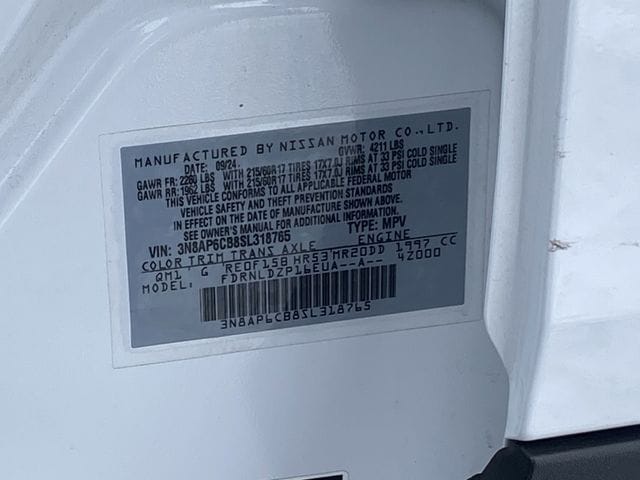 MANUFACTURED BY NISSAN MOTOR CO., LTD.
DATE: 09/24. GVWR: 4211 LBS
GAWR FR: 2260 LBS WITH 215/60R17 TIRES 17X7.0J RIMS AT 33 PSI COLD SINGLE
GAWR RR: 1962 LBS WITH 215/60R17 TIRES 17X7.0J RIMS AT 33 PSI COLD SINGLE
THIS VEHICLE CONFORMS TO ALL APPLICABLE FEDERAL MOTOR
VEHICLE SAFETY AND THEFT PREVENTION STANDARDS
IN EFFECT ON THE DATE OF MANUFACTURE SHOWN ABOVE.
SEE OWNER'S MANUAL FOR ADDITIONAL INFORMATION.
VIN: 3N8AP6CB8SL318765 TYPE: MPV
COLOR TRIM TRANS AXLE ENGINE
QM1 G RE0F15B HR53 MR20DD 1997 CC
MODEL: FDRNLDZP16EUA--A-- 4Z000
3N8AP6CB8SL318765